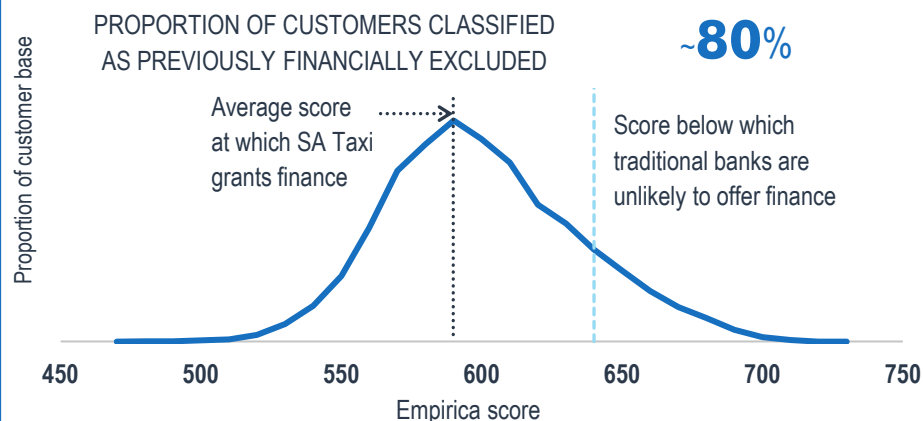 PROPORTION OF CUSTOMERS CLASSIFIED
AS PREVIOUSLY FINANCIALLY EXCLUDED
~80%
Proportion of customer base
Average score
at which SA Taxi
grants finance
Score below which
traditional banks are
unlikely to offer finance
450 500 550 600 650 700 750
Empirica score